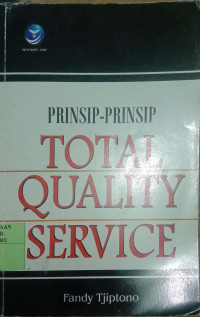 PRINSIP-PRINSIP
TOTAL
QUALITY
SERVICE
Fandy Tjiptono